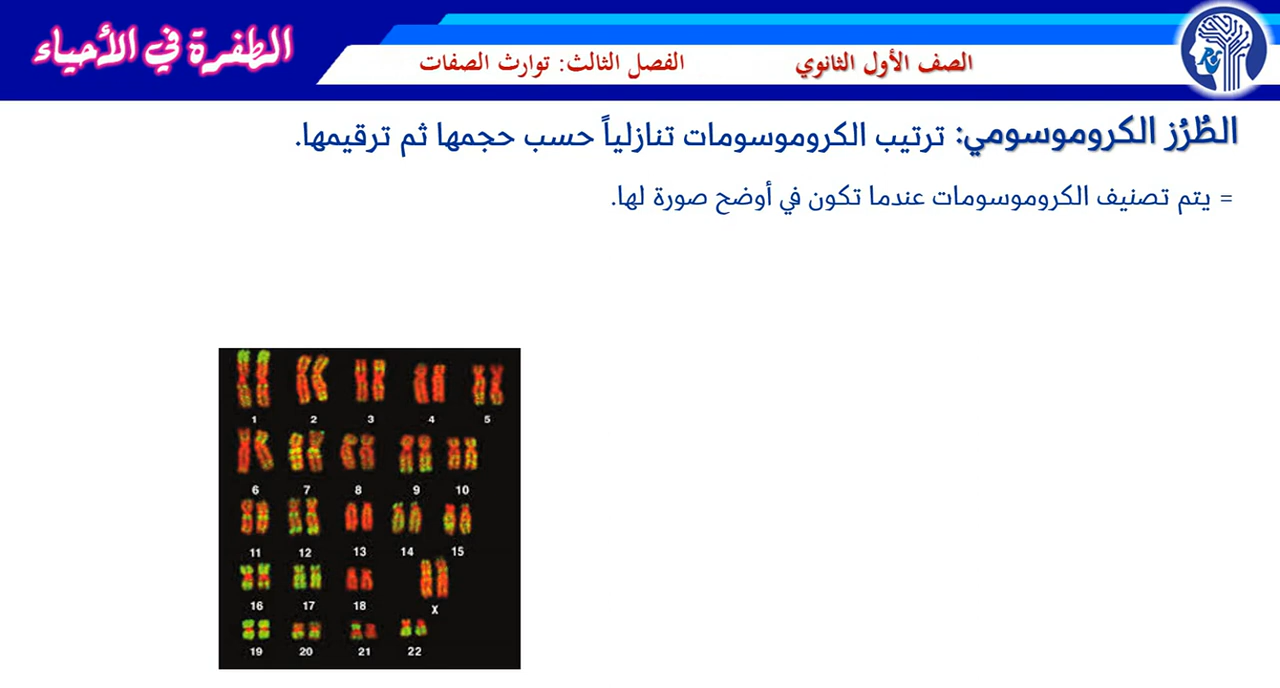 الطفرة في الأحياء
الصف الأول الثانوي
الفصل الثالث: توارث الصفات
الطُرُز الكروموسومي: ترتيب الكروموسومات تنازلياً حسب حجمها ثم ترقيمها.
= يتم تصنيف الكروموسومات عندما تكون في أوضح صورة لها.
1 2 3 4 5
6 7 8 9 10
11 12 13 14 15
16 17 18 X
19 20 21 22